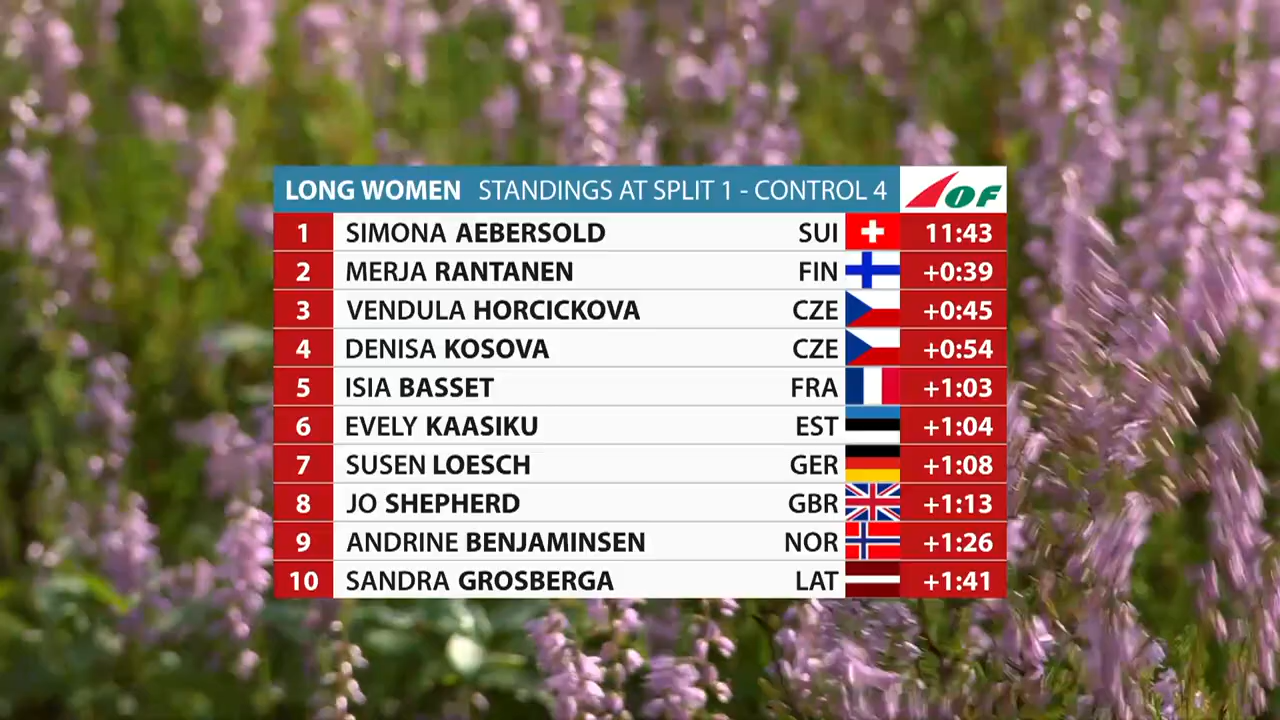 LONG WOMEN STANDINGS AT SPLIT 1 - CONTROL 4 IOF
1 SIMONA AEBERSOLD SUI 11:43
2 MERJA RANTANEN FIN +0:39
3 VENDULA HORCICKOVA CZE +0:45
4 DENISA KOSOVA CZE +0:54
5 ISIA BASSET FRA +1:03
6 EVELY KAASIKU EST +1:04
7 SUSEN LOESCH GER +1:08
8 JO SHEPHERD GBR +1:13
9 ANDRINE BENJAMINSEN NOR +1:26
10 SANDRA GROSBERGA LAT +1:41